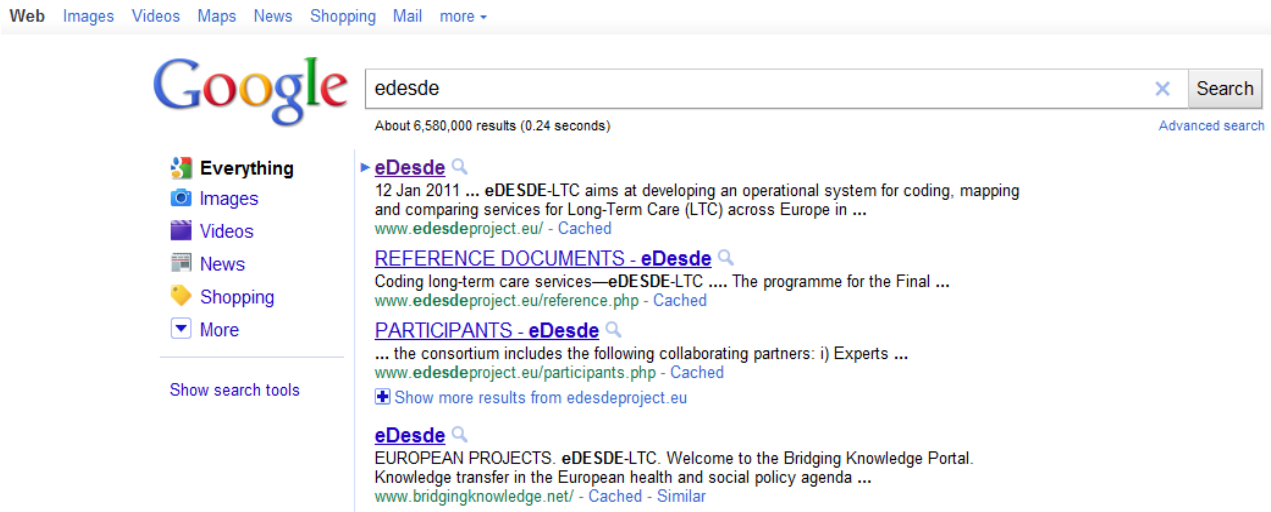 Web Images Videos Maps News Shopping Mail more
Google
edesde
Search
About 6,580,000 results (0.24 seconds)
Advanced search
Everything
Images
Videos
News
Shopping
More
Show search tools
eDesde
12 Jan 2011 ... eDESDE-LTC aims at developing an operational system for coding, mapping
and comparing services for Long-Term Care (LTC) across Europe in ...
www.edesdeproject.eu/ - Cached
REFERENCE DOCUMENTS - eDesde
Coding long-term care services—eDESDE-LTC .... The programme for the Final ...
www.edesdeproject.eu/reference.php - Cached
PARTICIPANTS - eDesde
... the consortium includes the following collaborating partners: i) Experts ...
www.edesdeproject.eu/participants.php - Cached
Show more results from edesdeproject.eu
eDesde
EUROPEAN PROJECTS. eDESDE-LTC. Welcome to the Bridging Knowledge Portal.
Knowledge transfer in the European health and social policy agenda ...
www.bridgingknowledge.net/ - Cached - Similar